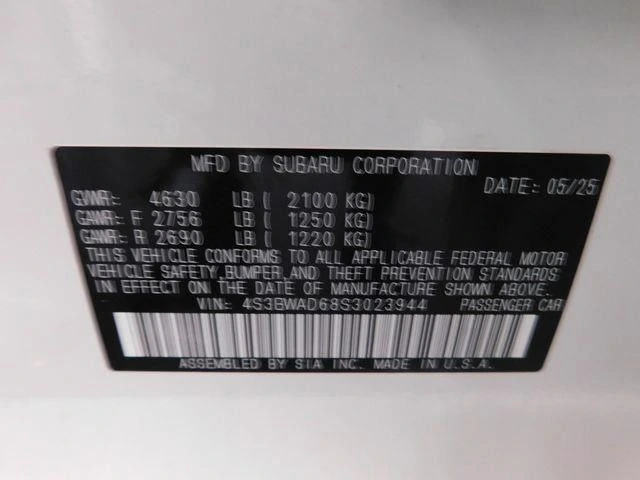 MFD BY SUBARU CORPORATION
DATE: 05/25
GVWR: 4630 LB ( 2100 KG)
GAWR: F 2756 LB ( 1250 KG)
GAWR: R 2690 LB ( 1220 KG)
THIS VEHICLE CONFORMS TO ALL APPLICABLE FEDERAL MOTOR
VEHICLE SAFETY, BUMPER, AND THEFT PREVENTION STANDARDS
IN EFFECT ON THE DATE OF MANUFACTURE SHOWN ABOVE.
VIN: 4S3BWAD68S3023944 PASSENGER CAR
ASSEMBLED BY SIA INC. MADE IN U.S.A.